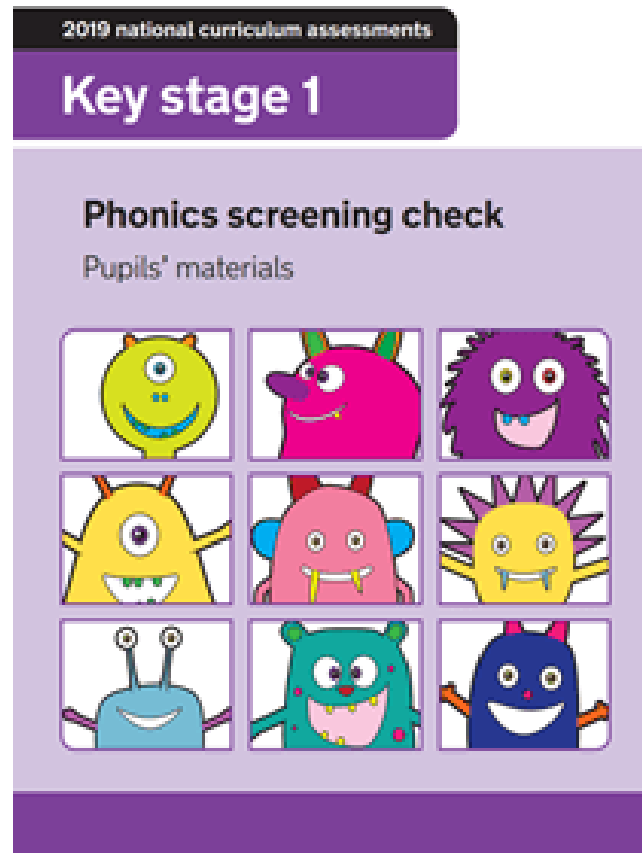 2019 national curriculum assessments
Key stage 1
Phonics screening check
Pupils’ materials